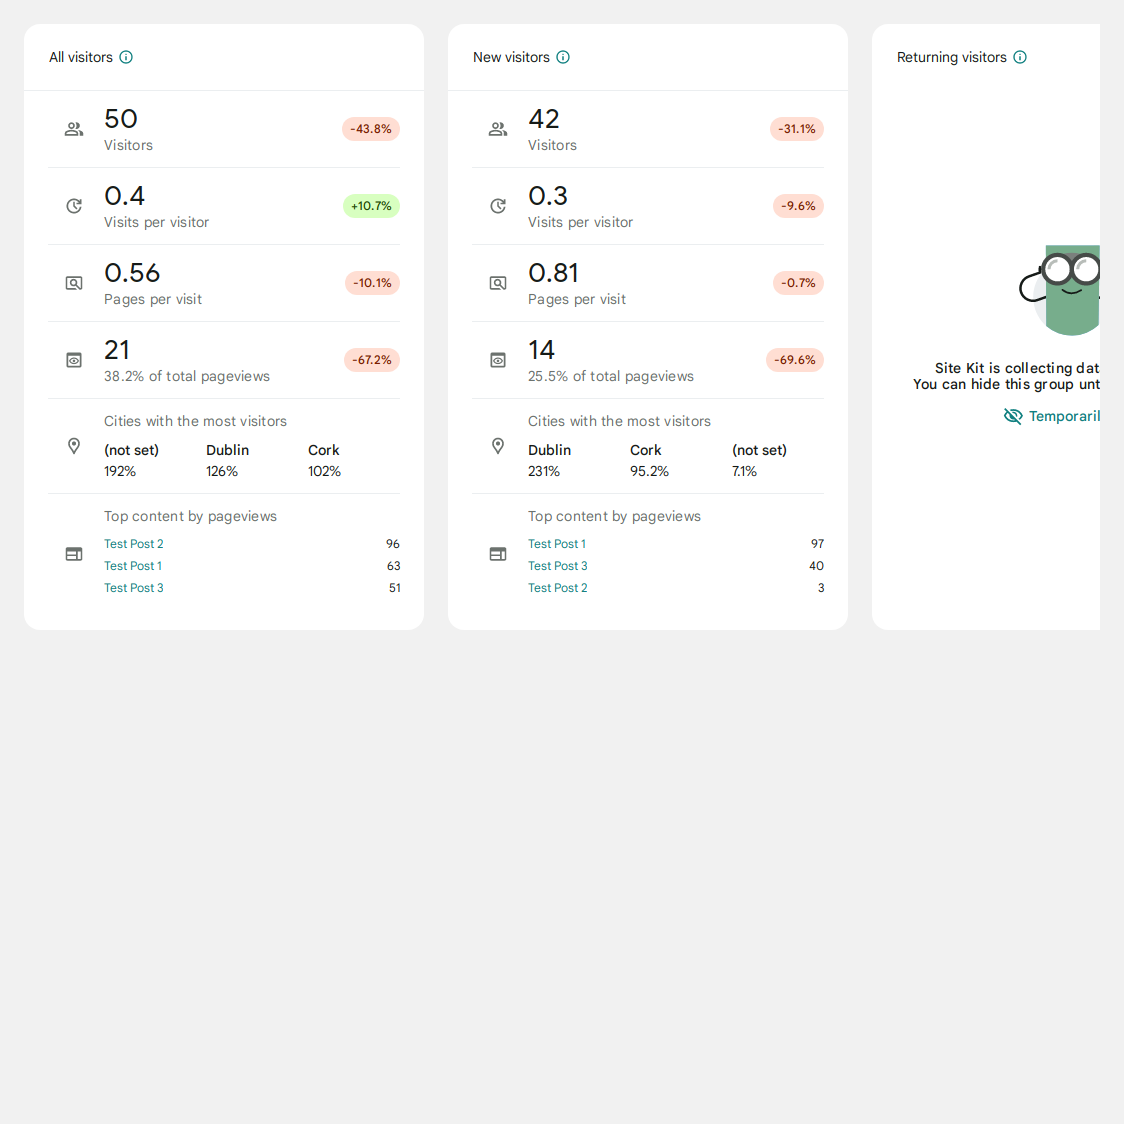 All visitors
50
Visitors
-43.8%
0.4
Visits per visitor
+10.7%
0.56
Pages per visit
-10.1%
21
38.2% of total pageviews
-67.2%
Cities with the most visitors
(not set) Dublin Cork
192% 126% 102%
Top content by pageviews
Test Post 2 96
Test Post 1 63
Test Post 3 51
New visitors
42
Visitors
-31.1%
0.3
Visits per visitor
-9.6%
0.81
Pages per visit
-0.7%
14
25.5% of total pageviews
-69.6%
Cities with the most visitors
Dublin Cork (not set)
231% 95.2% 7.1%
Top content by pageviews
Test Post 1 97
Test Post 3 40
Test Post 2 3
Returning visitors
Site Kit is collecting
You can hide this group